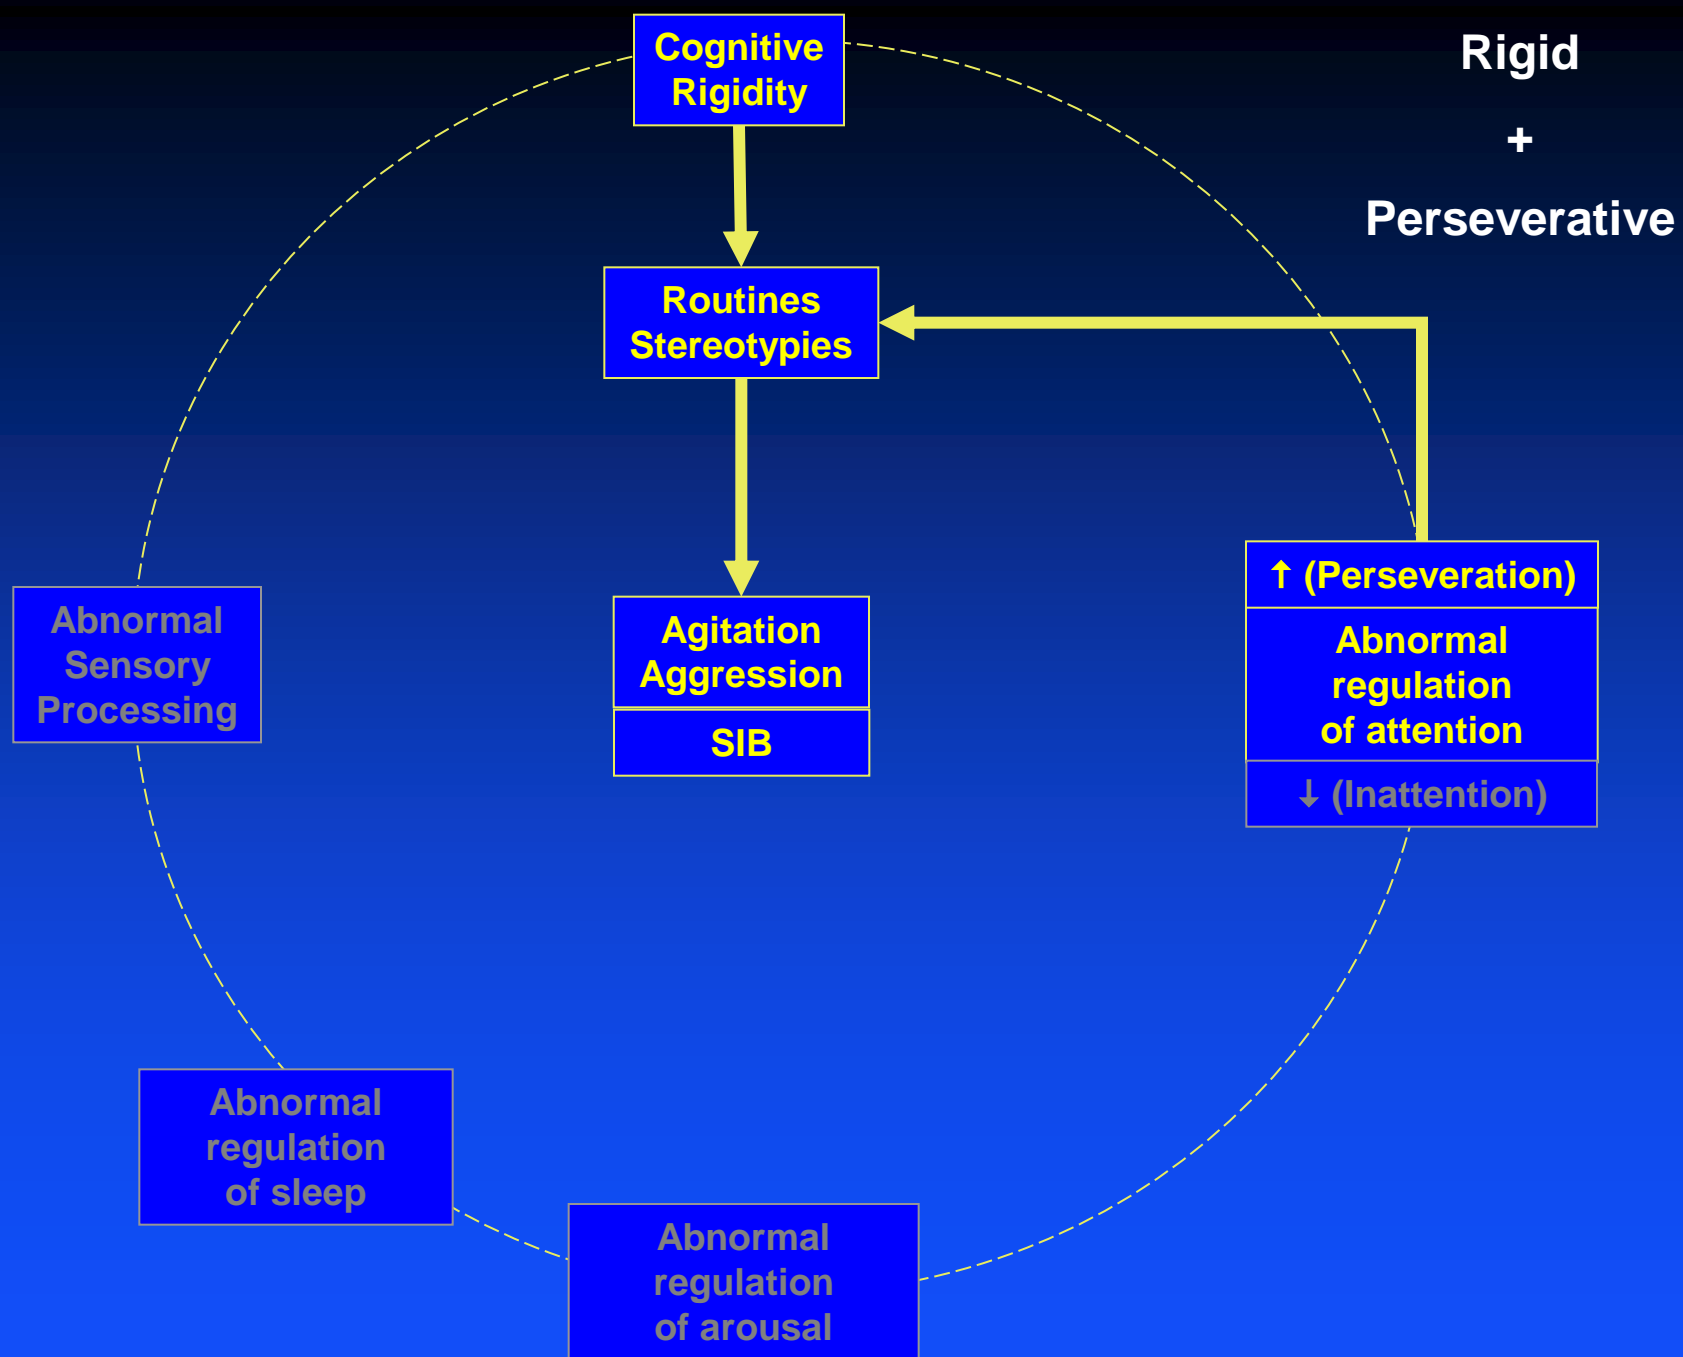 Cognitive
Rigidity
Rigid
+
Perseverative
Routines
Stereotypies
↑ (Perseveration)
Abnormal
regulation
of attention
↓ (Inattention)
Agitation
Aggression
SIB
Abnormal
Sensory
Processing
Abnormal
regulation
of sleep
Abnormal
regulation
of arousal